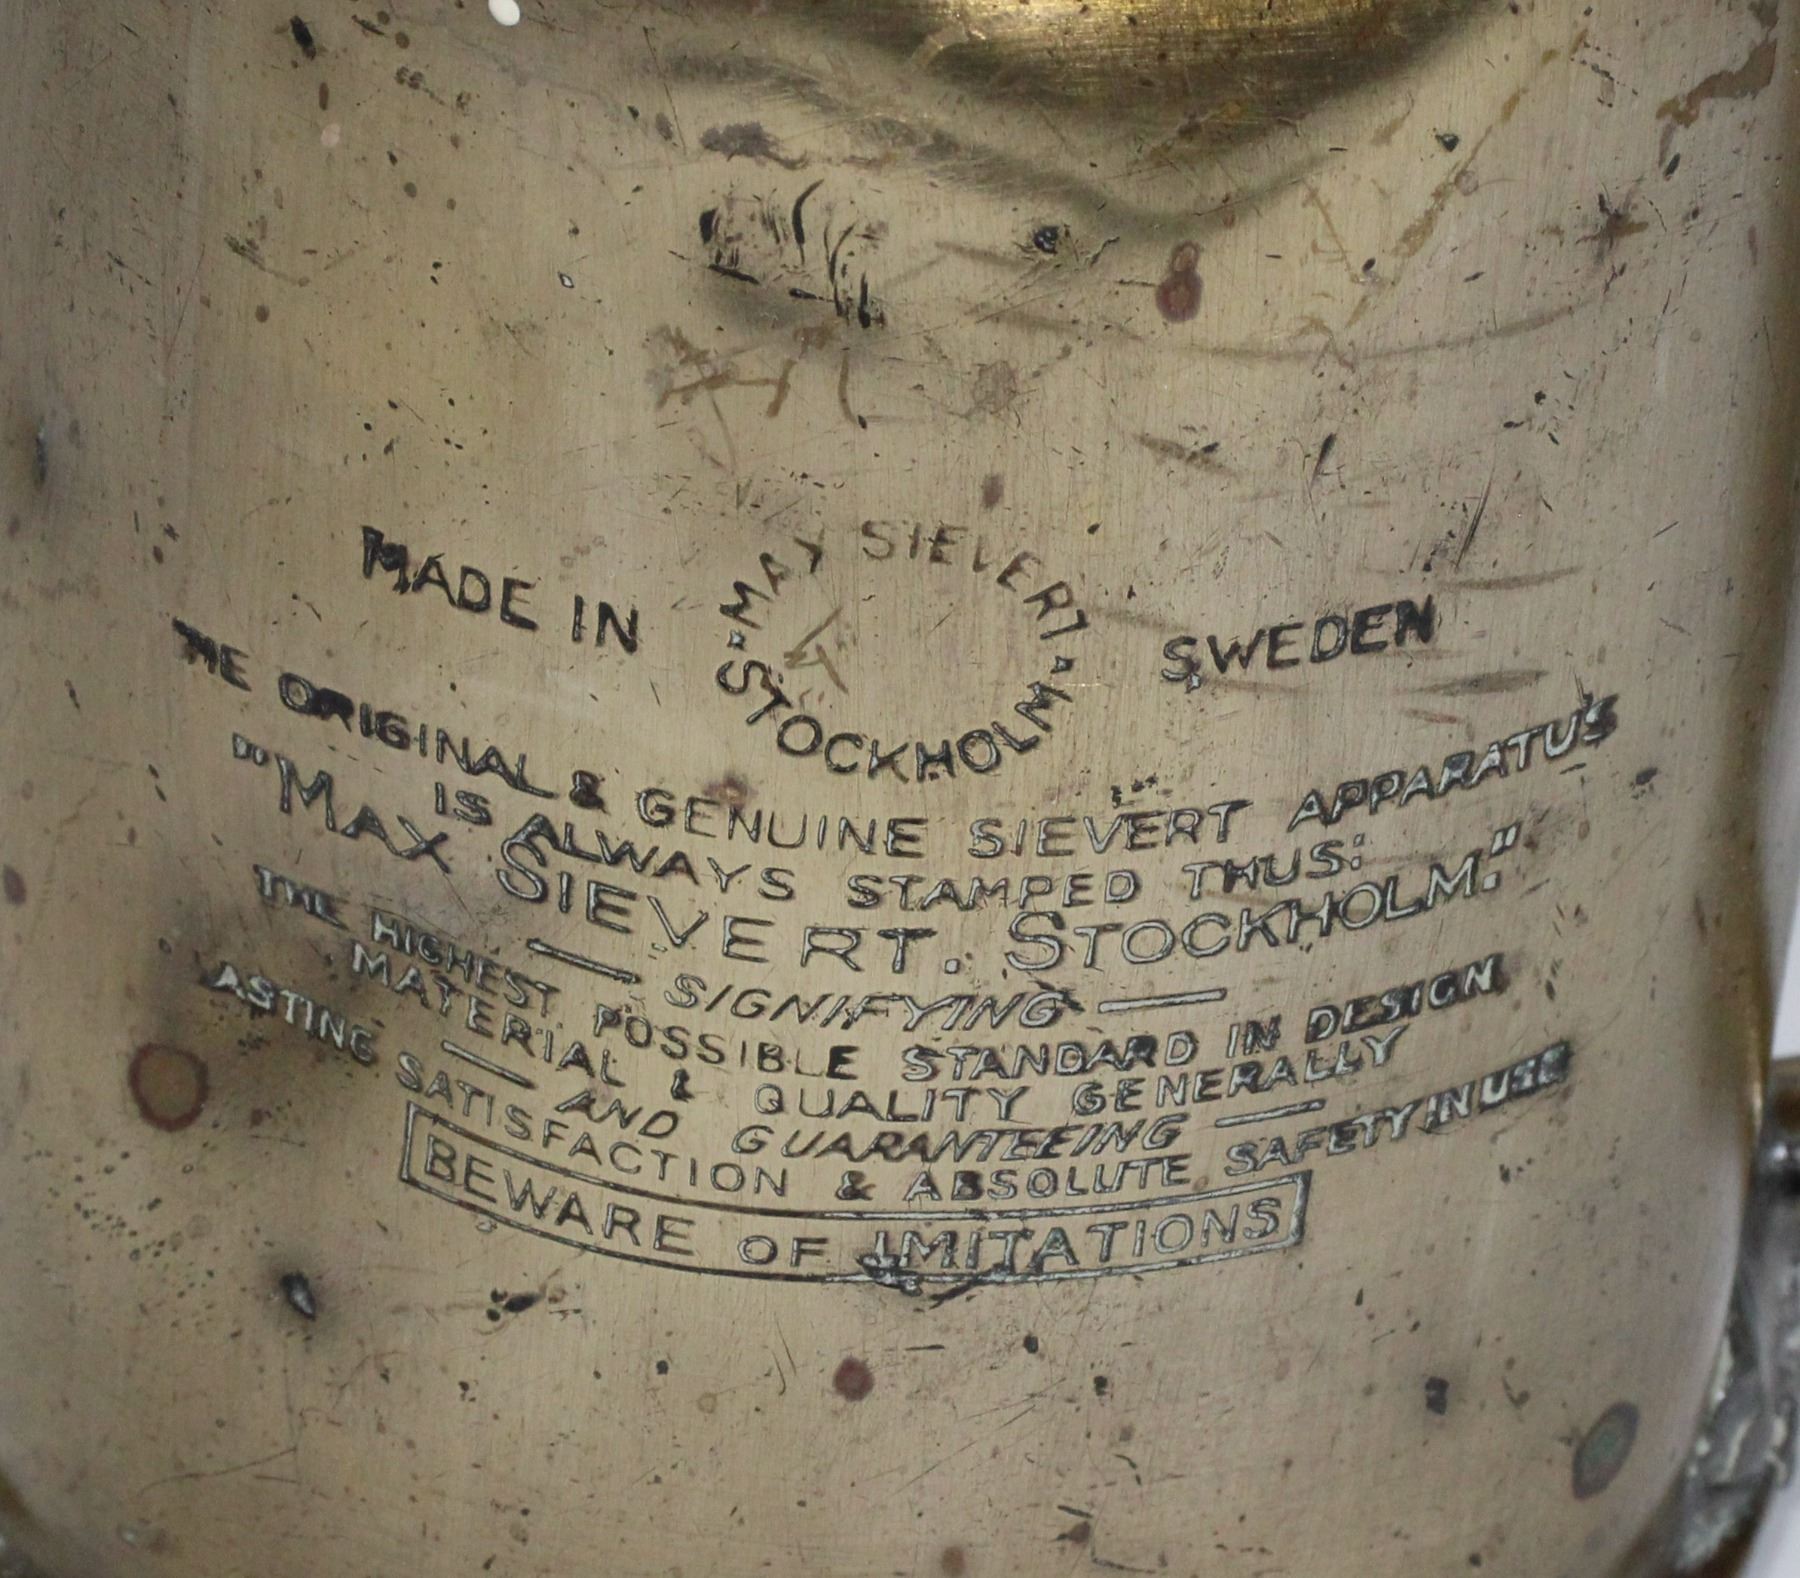 MAX SIEVERT
MADE IN SWEDEN
STOCKHOLM
THE ORIGINAL & GENUINE SIEVERT APPARATUS
IS ALWAYS STAMPED THUS:
"MAX SIEVERT. STOCKHOLM."
SIGNIFYING
THE HIGHEST POSSIBLE STANDARD IN DESIGN
MATERIAL & QUALITY GENERALLY
AND GUARANTEEING
ASTING SATISFACTION & ABSOLUTE SAFETY IN USE
BEWARE OF IMITATIONS